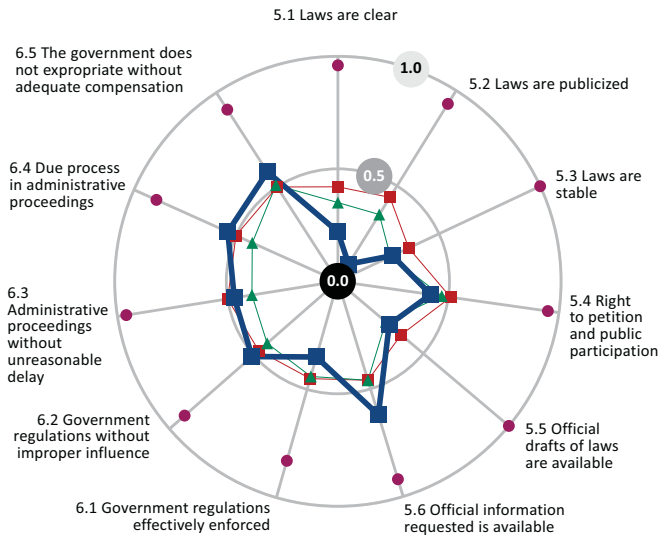 5.1 Laws are clear
1.0
5.2 Laws are publicized
5.3 Laws are
stable
5.4 Right
to petition
and public
participation
5.5 Official
drafts of laws
are available
5.6 Official information
requested is available
6.1 Government regulations
effectively enforced
6.2 Government
regulations without
improper influence
6.3
Administrative
proceedings
without
unreasonable
delay
6.4 Due process
in administrative
proceedings
6.5 The government does
not expropriate without
adequate compensation
0.5
0.0